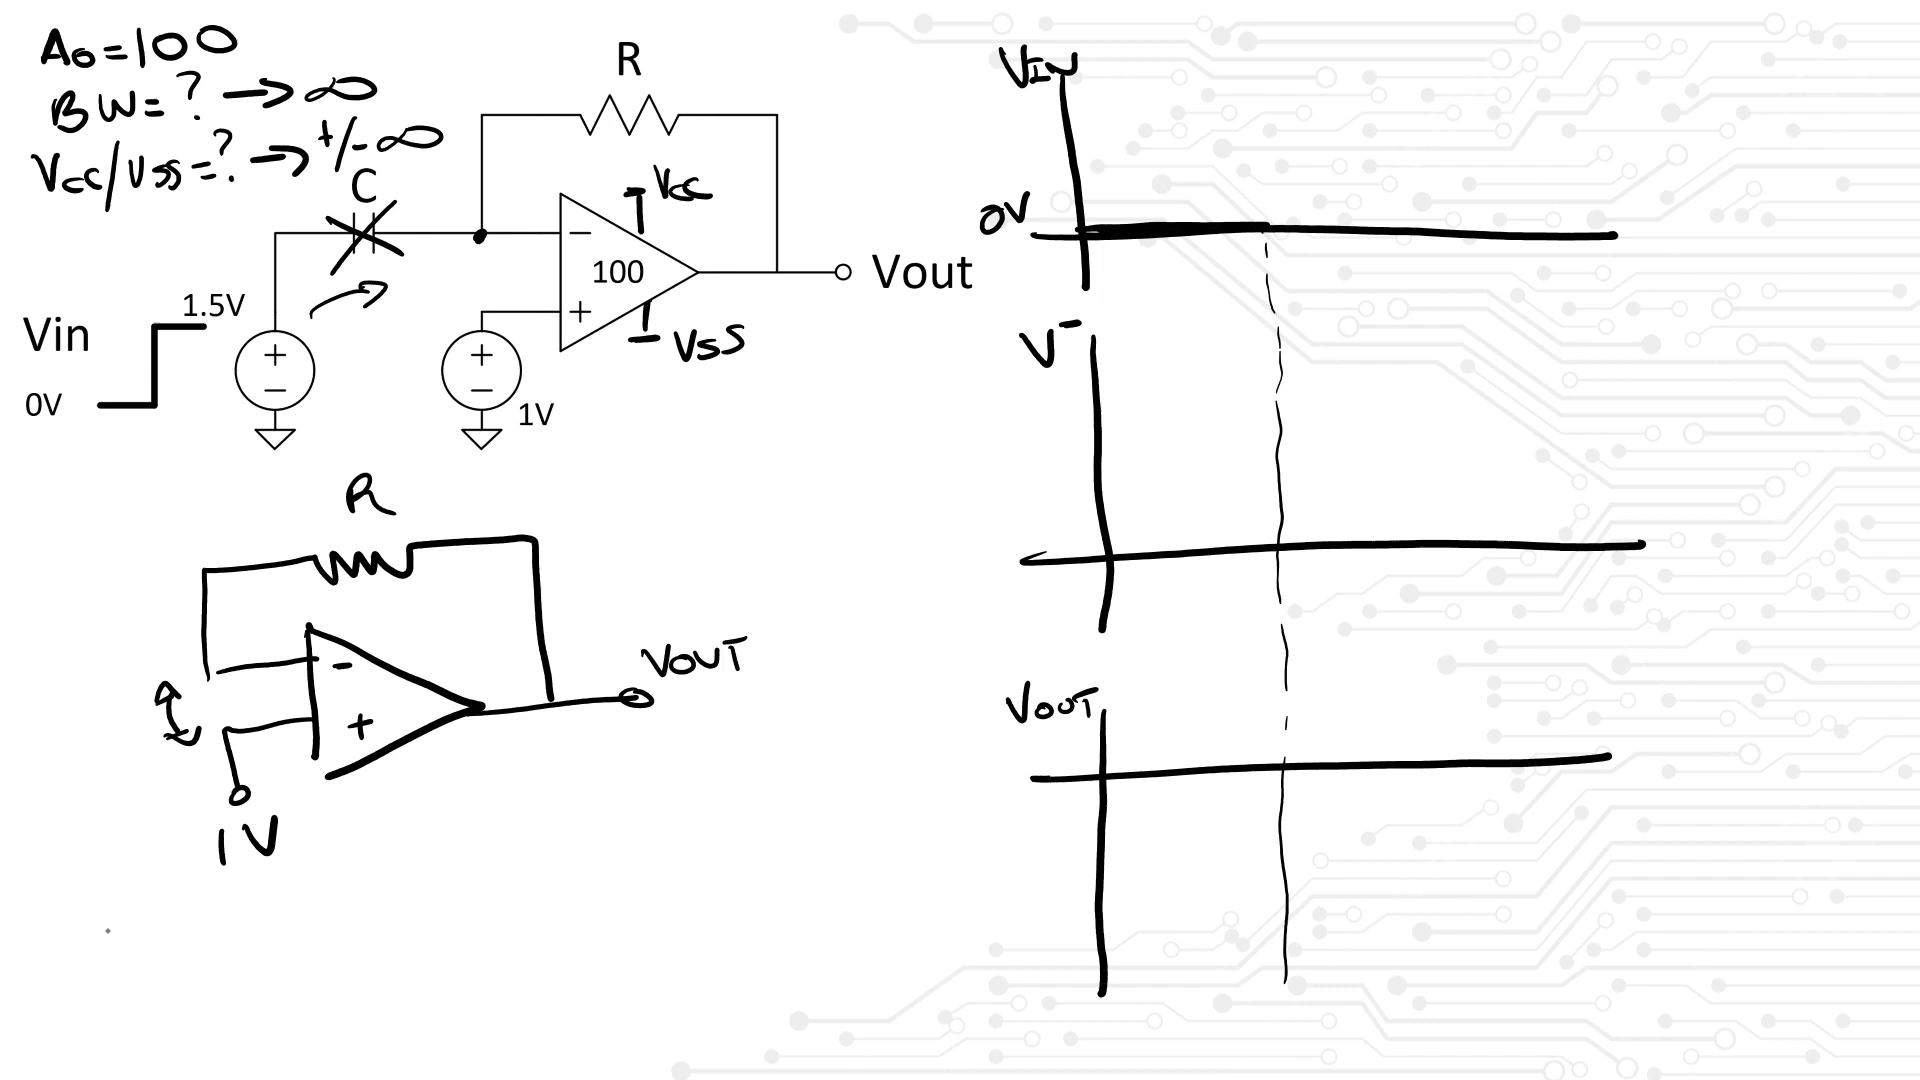 A₀=100
BW=? → ∞
Vcc/Vss=? → +/- ∞
R
C
Vcc
−
100
+
Vout
Vss
1.5V
Vin
0V
+
−
+
−
1V
R
-
+
VOUT
1V
VIN
0V
V⁻
VOUT